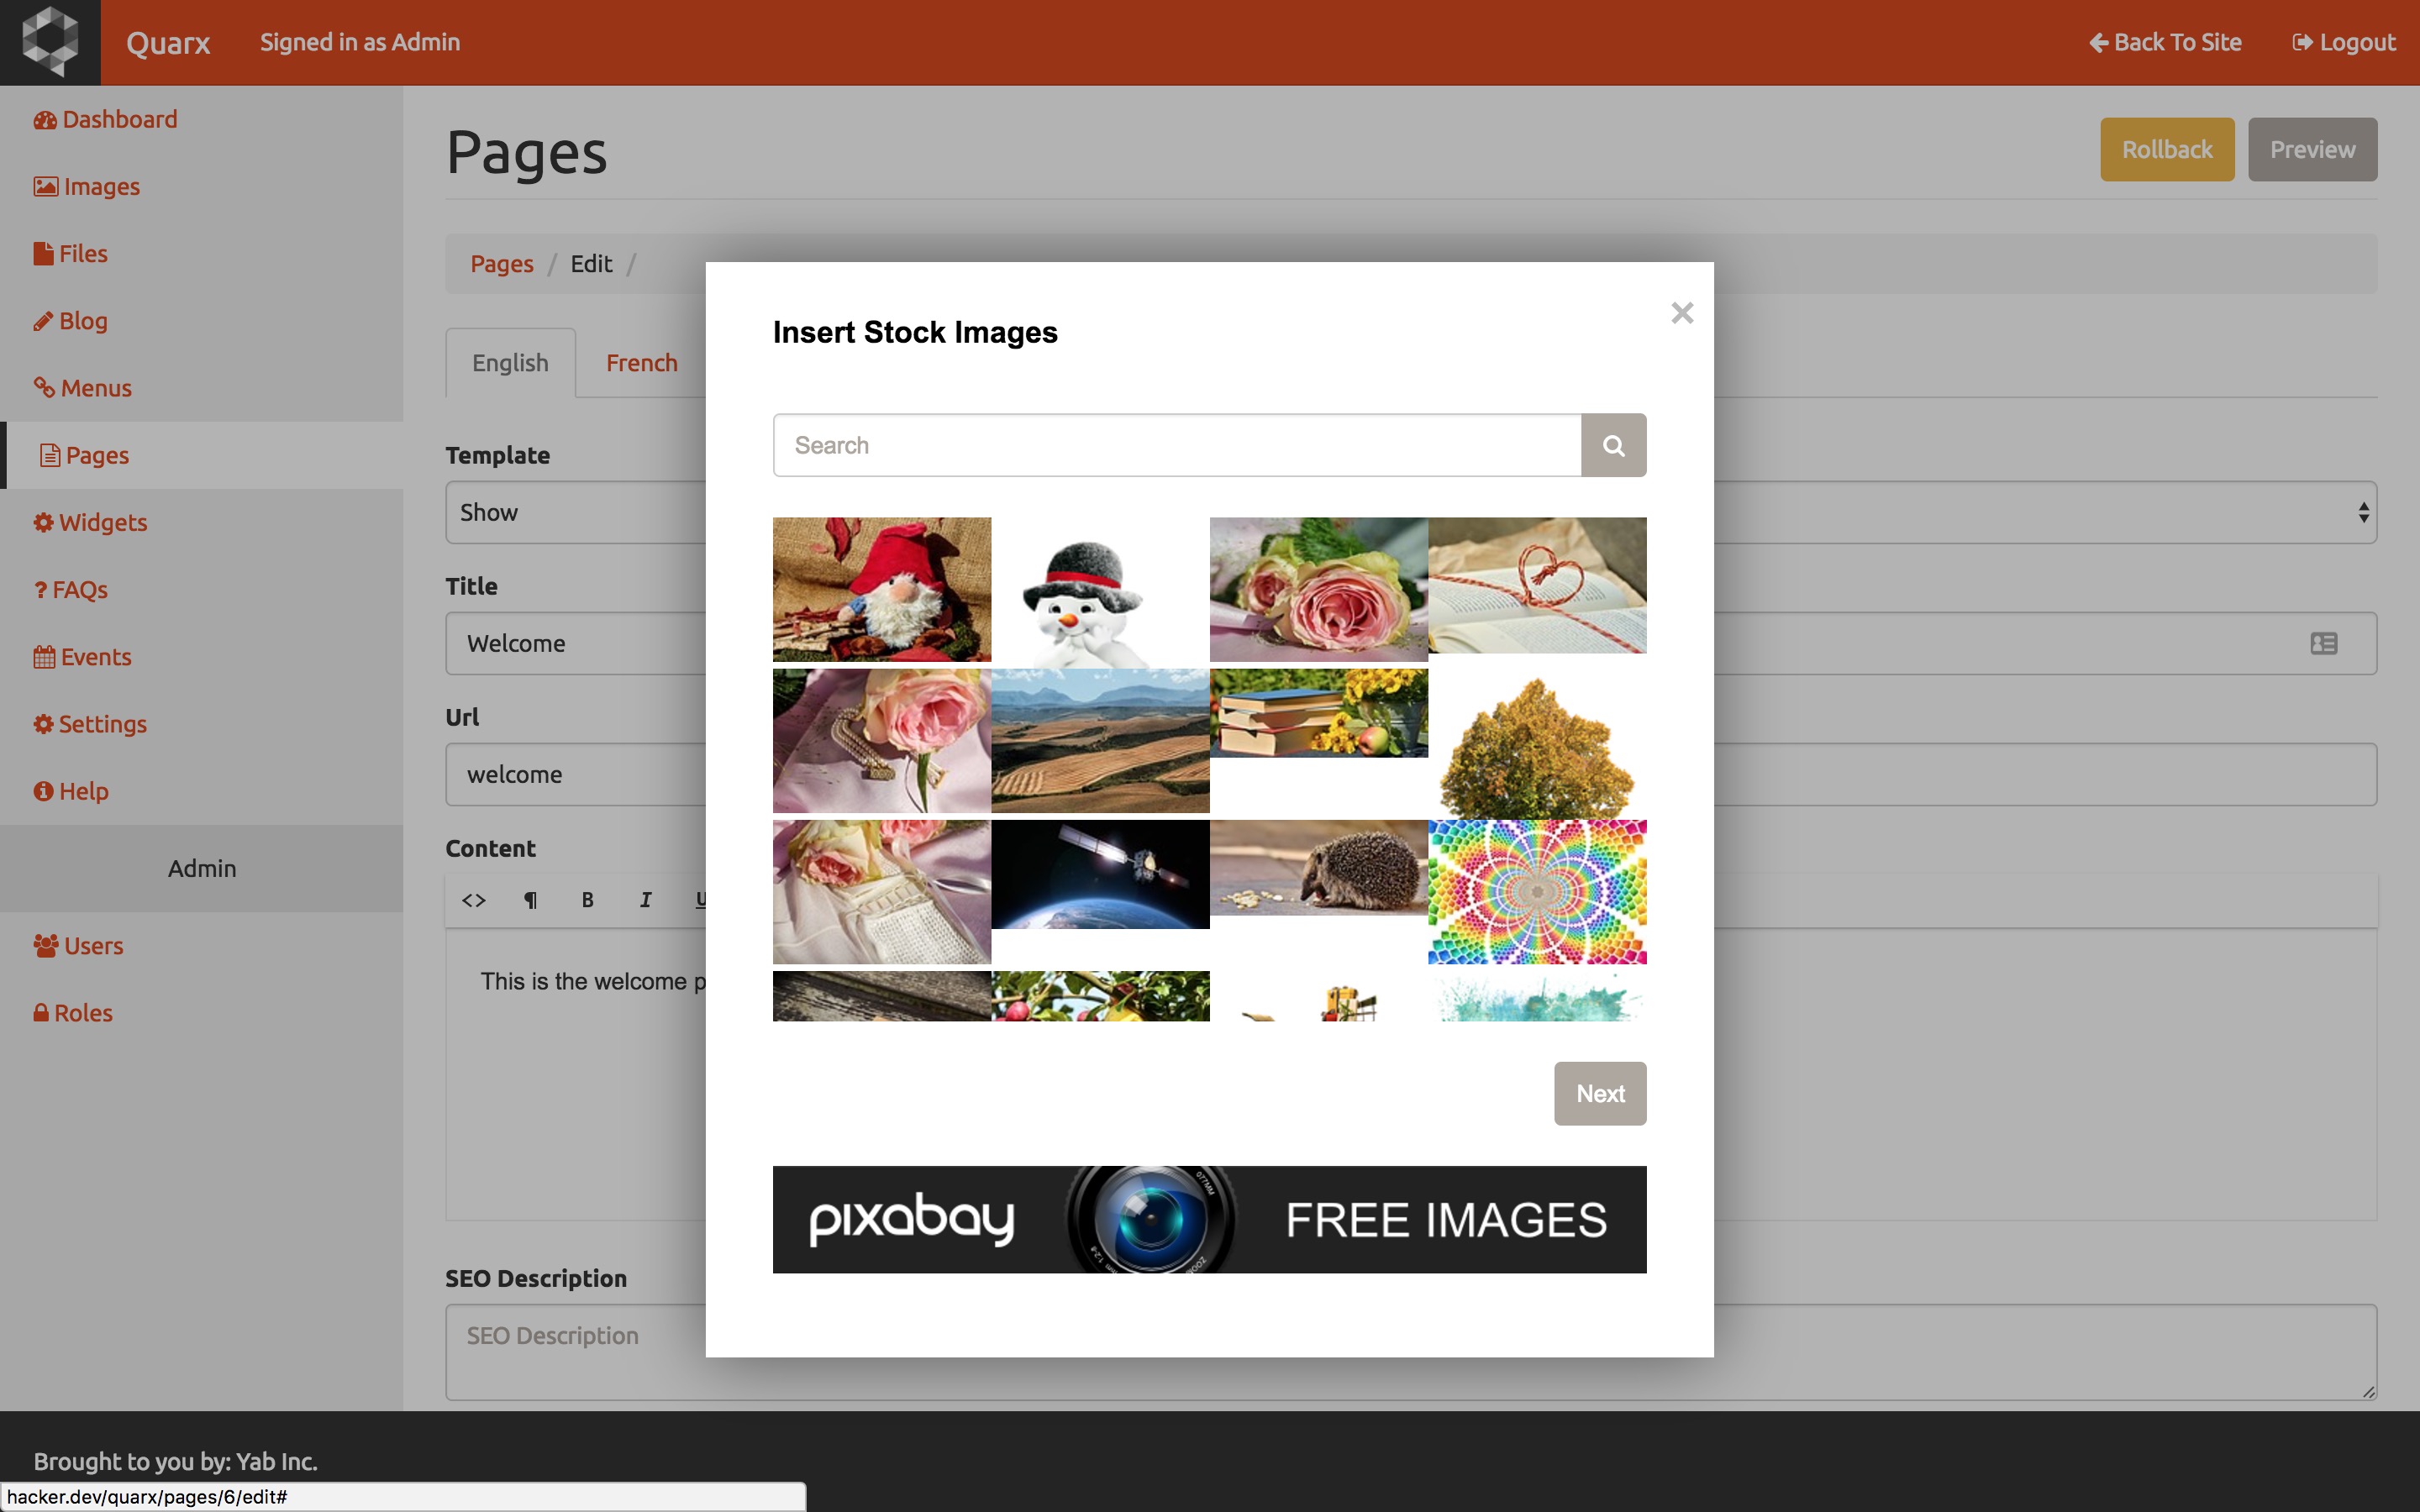 Quarx
Signed in as Admin
Back To Site
Logout
Dashboard
Images
Files
Blog
Menus
Pages
Widgets
? FAQs
Events
Settings
Help
Admin
Users
Roles
Pages
Rollback
Preview
Pages / Edit /
English
French
Template
Show
Title
Welcome
Url
welcome
Content
<> ¶ B I U
This is the welcome p
SEO Description
SEO Description
Insert Stock Images
×
Search
Next
pixabay
FREE IMAGES
Brought to you by: Yab Inc.
hacker.dev/quarx/pages/6/edit#